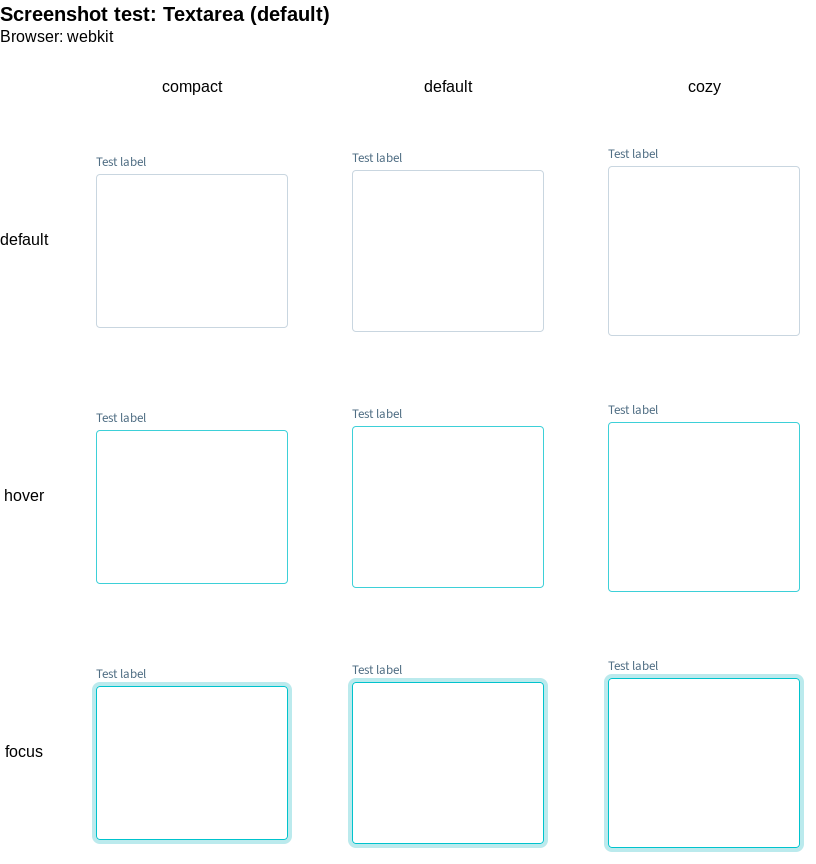 Screenshot test: Textarea (default)
Browser: webkit
compact default cozy
Test label Test label Test label
default
Test label Test label Test label
hover
Test label Test label Test label
focus